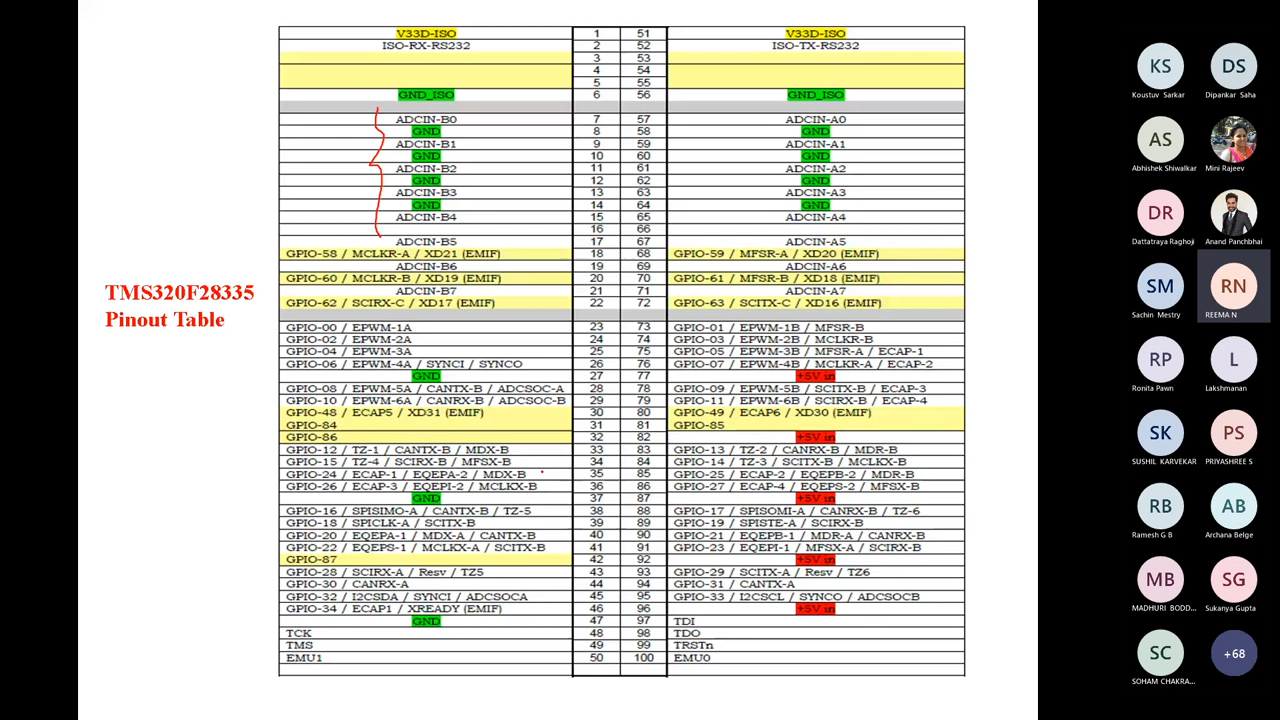 TMS320F28335
Pinout Table
V33D-ISO 1 51 V33D-ISO
ISO-RX-RS232 2 52 ISO-TX-RS232
3 53
4 54
5 55
GND_ISO 6 56 GND_ISO
ADCIN-B0 7 57 ADCIN-A0
GND 8 58 GND
ADCIN-B1 9 59 ADCIN-A1
GND 10 60 GND
ADCIN-B2 11 61 ADCIN-A2
GND 12 62 GND
ADCIN-B3 13 63 ADCIN-A3
GND 14 64 GND
ADCIN-B4 15 65 ADCIN-A4
16 66
ADCIN-B5 17 67 ADCIN-A5
GPIO-58 / MCLKR-A / XD21 (EMIF) 18 68 GPIO-59 / MFSR-A / XD20 (EMIF)
ADCIN-B6 19 69 ADCIN-A6
GPIO-60 / MCLKR-B / XD19 (EMIF) 20 70 GPIO-61 / MFSR-B / XD18 (EMIF)
ADCIN-B7 21 71 ADCIN-A7
GPIO-62 / SCIRX-C / XD17 (EMIF) 22 72 GPIO-63 / SCITX-C / XD16 (EMIF)
GPIO-00 / EPWM-1A 23 73 GPIO-01 / EPWM-1B / MFSR-B
GPIO-02 / EPWM-2A 24 74 GPIO-03 / EPWM-2B / MCLKR-B
GPIO-04 / EPWM-3A 25 75 GPIO-05 / EPWM-3B / MFSR-A / ECAP-1
GPIO-06 / EPWM-4A / SYNCI / SYNCO 26 76 GPIO-07 / EPWM-4B / MCLKR-A / ECAP-2
GND 27 77 +5V in
GPIO-08 / EPWM-5A / CANTX-B / ADCSOC-A 28 78 GPIO-09 / EPWM-5B / SCITX-B / ECAP-3
GPIO-10 / EPWM-6A / CANRX-B / ADCSOC-B 29 79 GPIO-11 / EPWM-6B / SCIRX-B / ECAP-4
GPIO-48 / ECAP5 / XD31 (EMIF) 30 80 GPIO-49 / ECAP6 / XD30 (EMIF)
GPIO-84 31 81 GPIO-85
GPIO-86 32 82 +5V in
GPIO-12 / TZ-1 / CANTX-B / MDX-B 33 83 GPIO-13 / TZ-2 / CANRX-B / MDR-B
GPIO-15 / TZ-4 / SCIRX-B / MFSX-B 34 84 GPIO-14 / TZ-3 / SCITX-B / MCLKX-B
GPIO-24 / ECAP-1 / EQEPA-2 / MDX-B 35 85 GPIO-25 / ECAP-2 / EQEPB-2 / MDR-B
GPIO-26 / ECAP-3 / EQEPI-2 / MCLKX-B 36 86 GPIO-27 / ECAP-4 / EQEPS-2 / MFSX-B
GND 37 87 +5V in
GPIO-16 / SPISIMO-A / CANTX-B / TZ-5 38 88 GPIO-17 / SPISOMI-A / CANRX-B / TZ-6
GPIO-18 / SPICLK-A / SCITX-B 39 89 GPIO-19 / SPISTE-A / SCIRX-B
GPIO-20 / EQEPA-1 / MDX-A / CANTX-B 40 90 GPIO-21 / EQEPB-1 / MDR-A / CANRX-B
GPIO-22 / EQEPS-1 / MCLKX-A / SCITX-B 41 91 GPIO-23 / EQEPI-1 / MFSX-A / SCIRX-B
GPIO-87 42 92 +5V in
GPIO-28 / SCIRX-A / Resv / TZ5 43 93 GPIO-29 / SCITX-A / Resv / TZ6
GPIO-30 / CANRX-A 44 94 GPIO-31 / CANTX-A
GPIO-32 / I2CSDA / SYNCI / ADCSOCA 45 95 GPIO-33 / I2CSCL / SYNCO / ADCSOCB
GPIO-34 / ECAP1 / XREADY (EMIF) 46 96 +5V in
GND 47 97 TDI
TCK 48 98 TDO
TMS 49 99 TRSTn
EMU1 50 100 EMU0
KS DS
Koustuv Sarkar Dipankar Saha
AS
Abhishek Shiwalkar Mini Rajeev
DR
Dattatraya Raghoji Anand Panchbhai
SM RN
Sachin Mestry REEMA N
RP L
Ronita Pawn Lakshmanan
SK PS
SUSHIL KARVEKAR PRIYASHREE S
RB AB
Ramesh G B Archana Belge
MB SG
MADHURI BODD... Sukanya Gupta
SC +68
SOHAM CHAKRA...